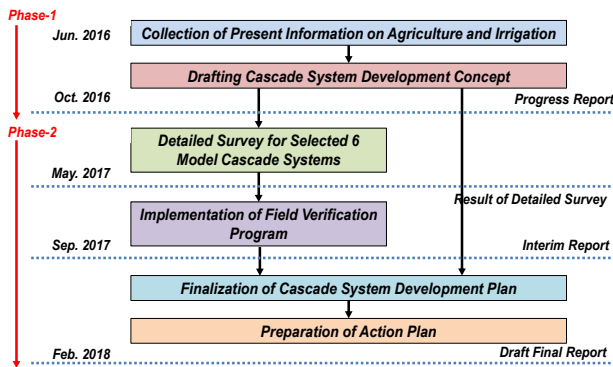 Phase-1
Jun. 2016
Collection of Present Information on Agriculture and Irrigation
Drafting Cascade System Development Concept
Oct. 2016
Progress Report
Phase-2
Detailed Survey for Selected 6
Model Cascade Systems
May. 2017
Result of Detailed Survey
Implementation of Field Verification
Program
Sep. 2017
Interim Report
Finalization of Cascade System Development Plan
Preparation of Action Plan
Feb. 2018
Draft Final Report